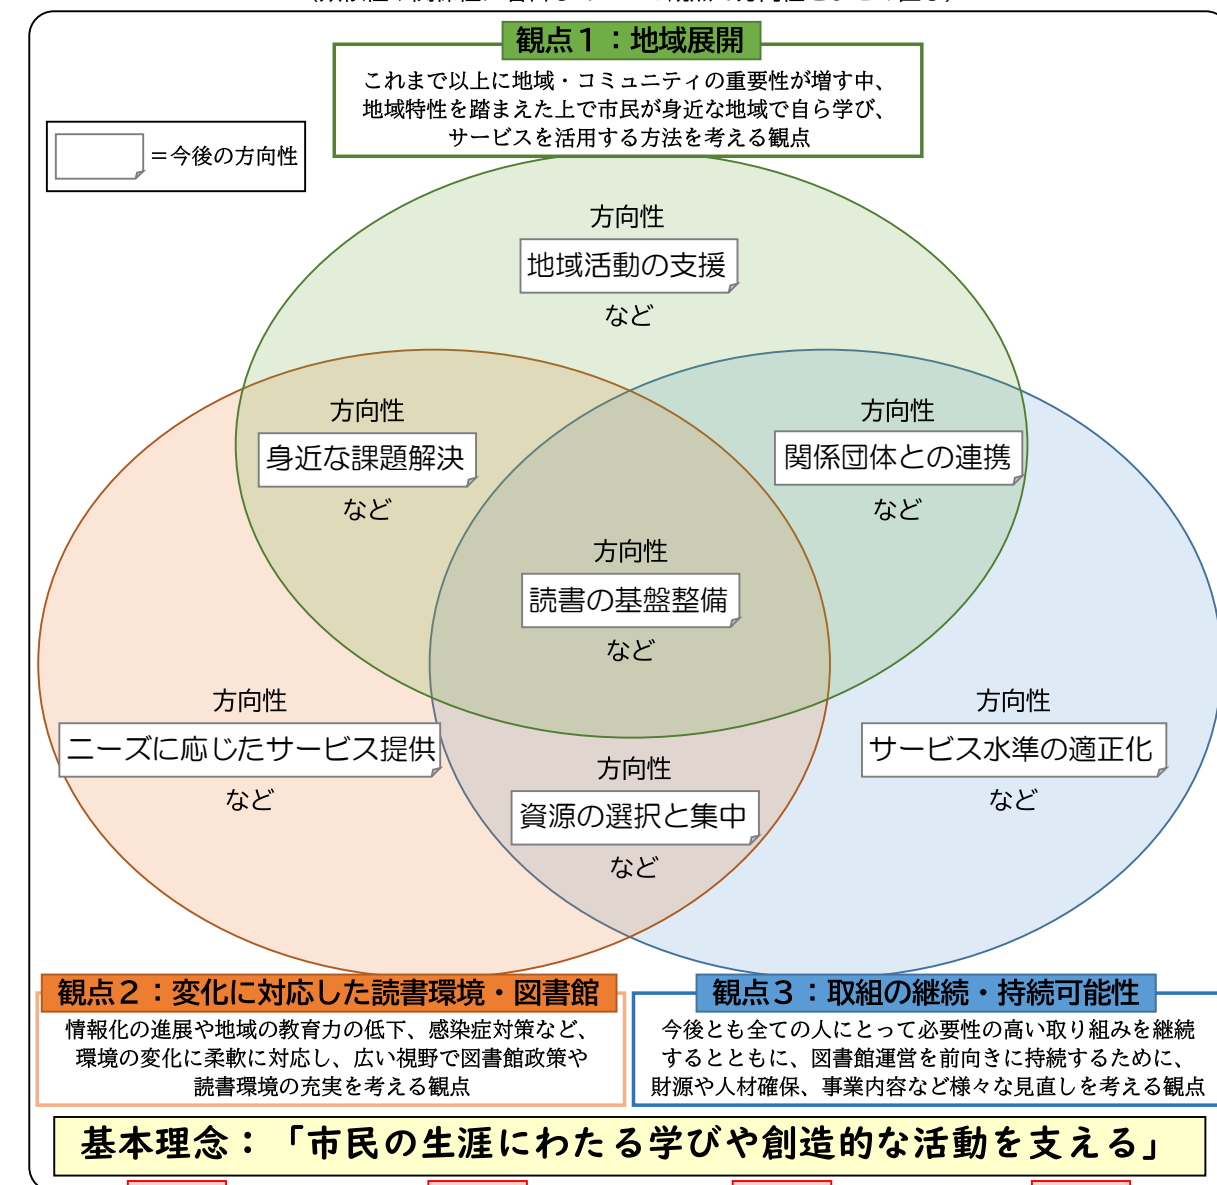 観点１：地域展開
これまで以上に地域・コミュニティの重要性が増す中、
地域特性を踏まえた上で市民が身近な地域で自ら学び、
サービスを活用する方法を考える観点
＝今後の方向性
方向性
地域活動の支援
など
方向性
身近な課題解決
など
方向性
関係団体との連携
など
方向性
読書の基盤整備
など
方向性
ニーズに応じたサービス提供
など
方向性
サービス水準の適正化
など
方向性
資源の選択と集中
など
観点２：変化に対応した読書環境・図書館
情報化の進展や地域の教育力の低下、感染症対策など、
環境の変化に柔軟に対応し、広い視野で図書館政策や
読書環境の充実を考える観点
観点３：取組の継続・持続可能性
今後とも全ての人にとって必要性の高い取り組みを継続
するとともに、図書館運営を前向きに持続するために、
財源や人材確保、事業内容など様々な見直しを考える観点
基本理念：「市民の生涯にわたる学びや創造的な活動を支える」